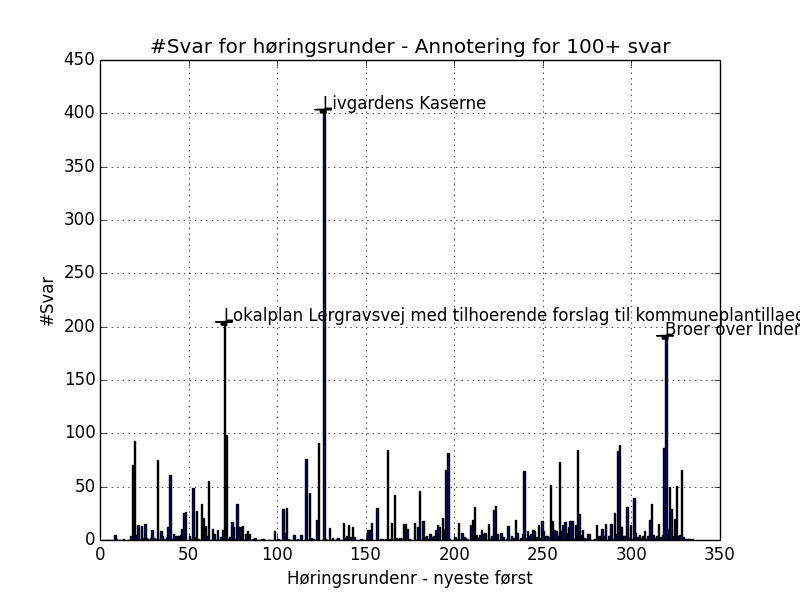 #Svar for høringsrunder - Annotering for 100+ svar
450
400
350
300
250
200
150
100
50
0
#Svar
Livgardens Kaserne
Lokalplan Lergravsvej med tilhoerende forslag til kommuneplantillaeg
Broer over Inder
0 50 100 150 200 250 300 350
Høringsrundenr - nyeste først